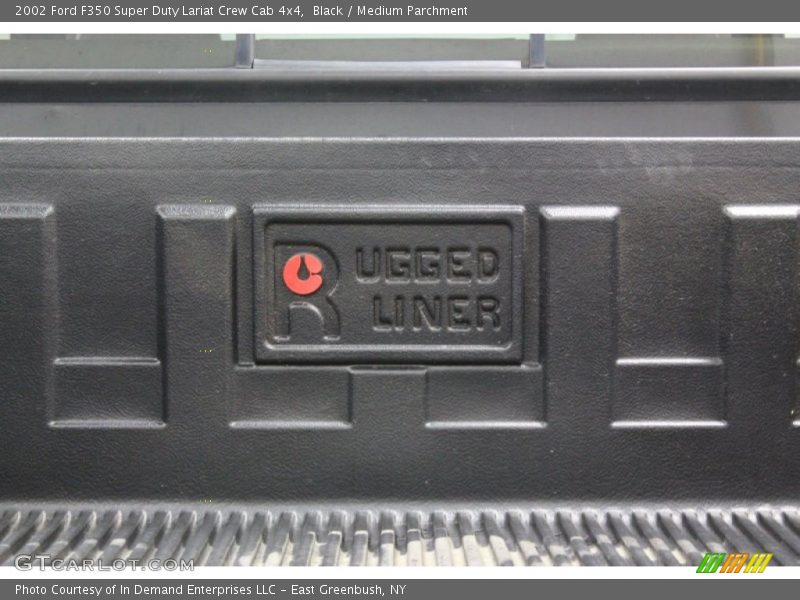 2002 Ford F350 Super Duty Lariat Crew Cab 4x4, Black / Medium Parchment
RUGGED
LINER
GTCARLOT.COM
Photo Courtesy of In Demand Enterprises LLC - East Greenbush, NY